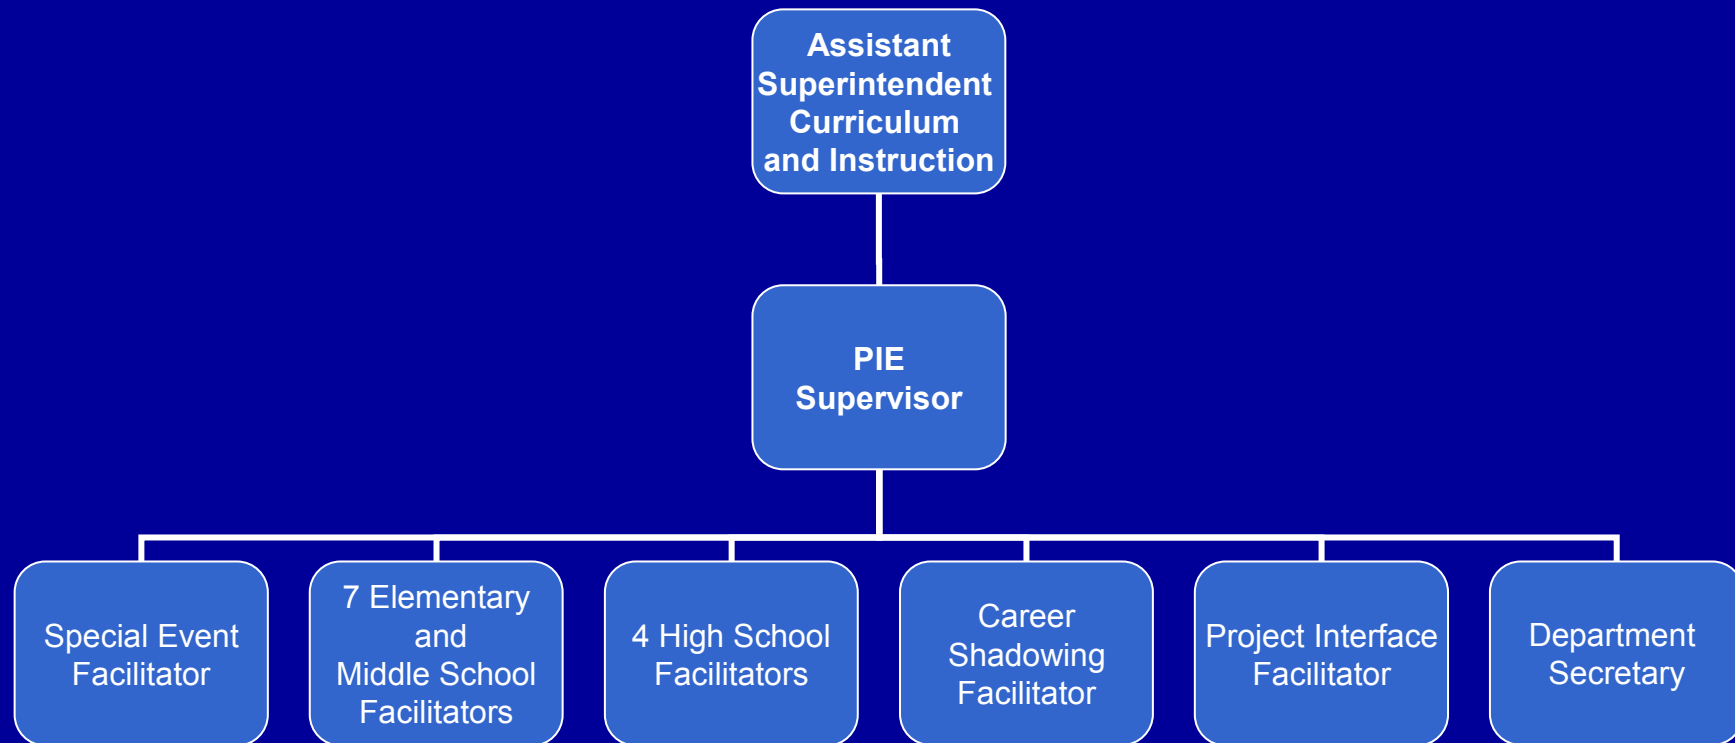 Assistant
Superintendent
Curriculum
and Instruction
PIE
Supervisor
Special Event
Facilitator
7 Elementary
and
Middle School
Facilitators
4 High School
Facilitators
Career
Shadowing
Facilitator
Project Interface
Facilitator
Department
Secretary